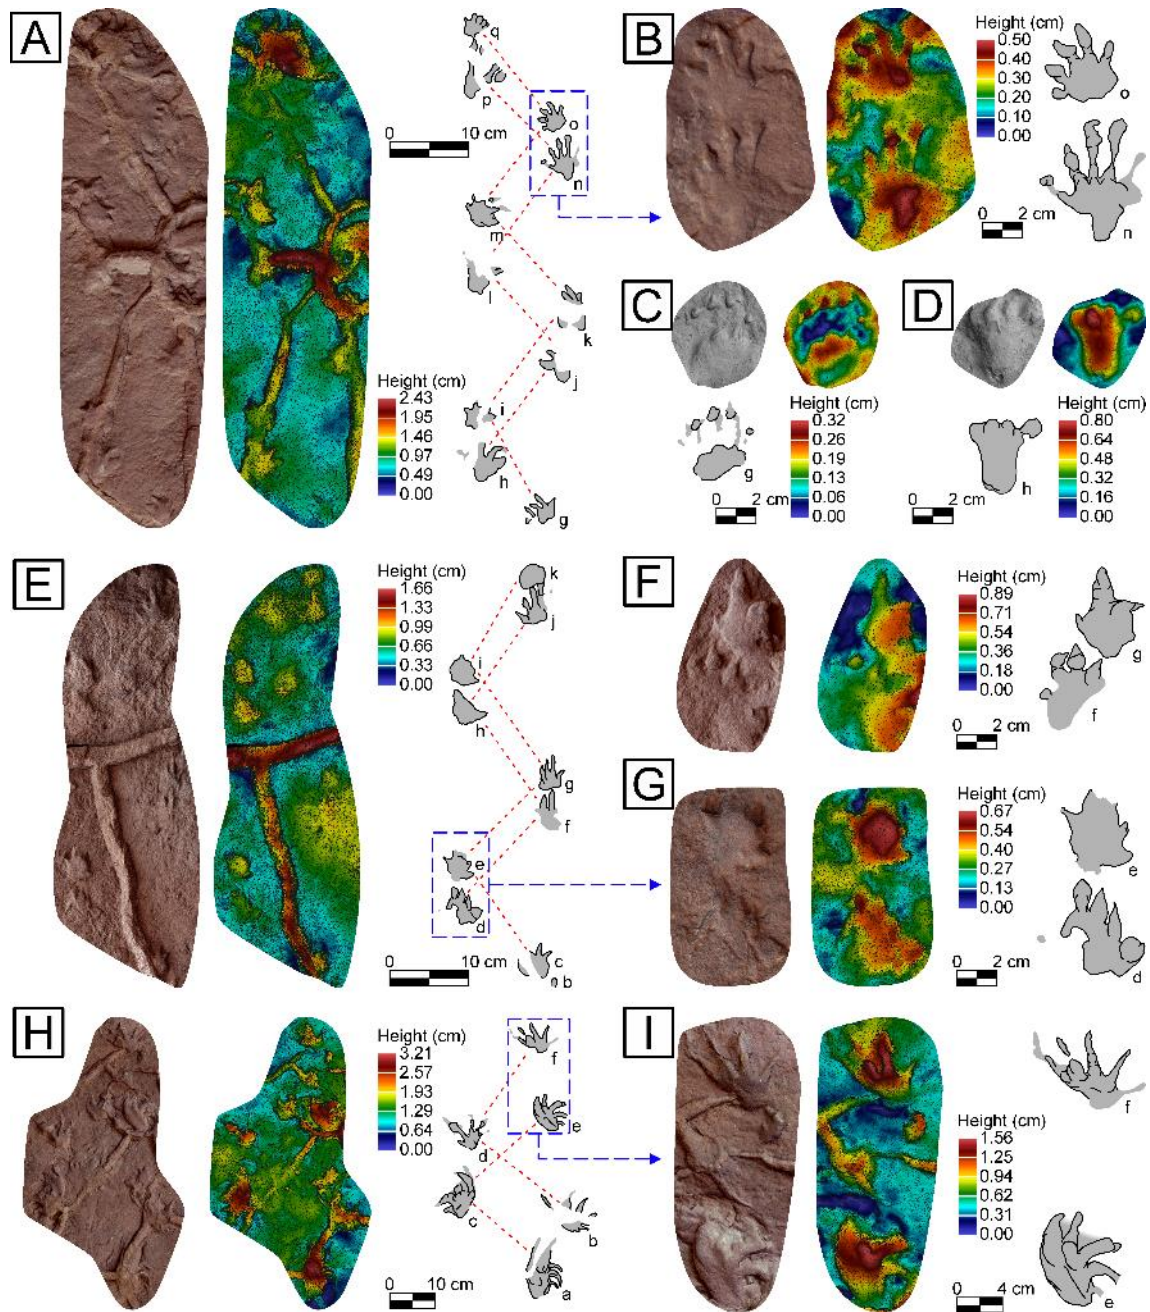 A
q
p
o
n
m
l
k
j
i
h
g
0 10 cm
Height (cm)
2.43
1.95
1.46
0.97
0.49
0.00
B
Height (cm)
0.50
0.40
0.30
0.20
0.10
0.00
o
n
0 2 cm
C
g
0 2 cm
Height (cm)
0.32
0.26
0.19
0.13
0.06
0.00
D
h
0 2 cm
Height (cm)
0.80
0.64
0.48
0.32
0.16
0.00
E
Height (cm)
1.66
1.33
0.99
0.66
0.33
0.00
k
j
i
h
g
f
e
d
c
b
0 10 cm
F
Height (cm)
0.89
0.71
0.54
0.36
0.18
0.00
g
f
0 2 cm
G
Height (cm)
0.67
0.54
0.40
0.27
0.13
0.00
e
d
0 2 cm
H
Height (cm)
3.21
2.57
1.93
1.29
0.64
0.00
f
e
d
c
b
a
0 10 cm
I
Height (cm)
1.56
1.25
0.94
0.62
0.31
0.00
f
e
0 4 cm